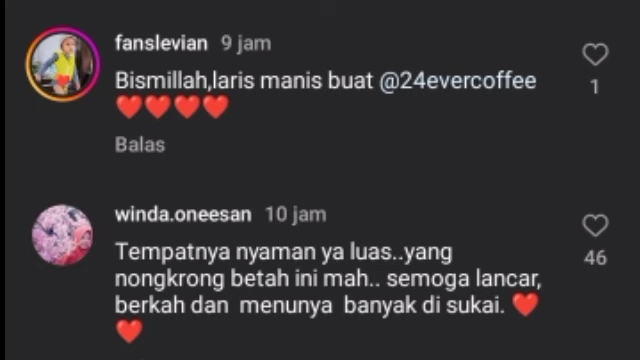 fanslevian 9 jam
Bismillah,laris manis buat @24evercoffee
❤️❤️❤️❤️
1
Balas
winda.oneesan 10 jam
Tempatnya nyaman ya luas..yang
nongkrong betah ini mah.. semoga lancar,
berkah dan menunya banyak di sukai. ❤️
❤️
46